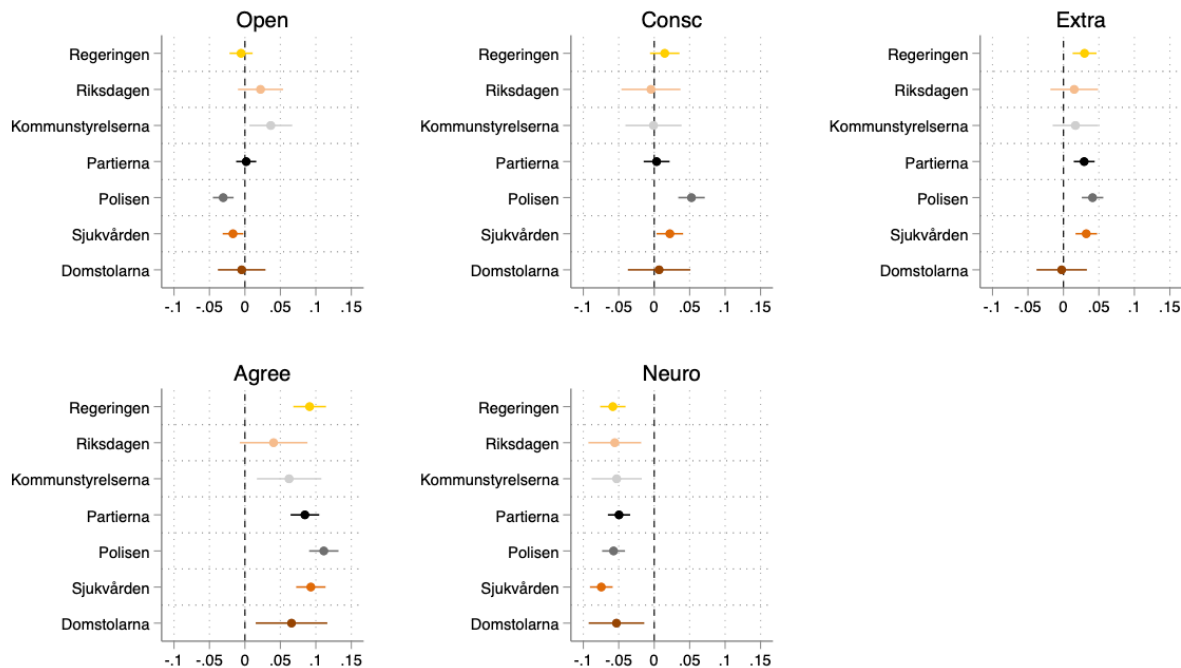 Open
Regeringen
Riksdagen
Kommunstyrelserna
Partierna
Polisen
Sjukvården
Domstolarna
-.1 -.05 0 .05 .1 .15
Consc
Regeringen
Riksdagen
Kommunstyrelserna
Partierna
Polisen
Sjukvården
Domstolarna
-.1 -.05 0 .05 .1 .15
Extra
Regeringen
Riksdagen
Kommunstyrelserna
Partierna
Polisen
Sjukvården
Domstolarna
-.1 -.05 0 .05 .1 .15
Agree
Regeringen
Riksdagen
Kommunstyrelserna
Partierna
Polisen
Sjukvården
Domstolarna
-.1 -.05 0 .05 .1 .15
Neuro
Regeringen
Riksdagen
Kommunstyrelserna
Partierna
Polisen
Sjukvården
Domstolarna
-.1 -.05 0 .05 .1 .15